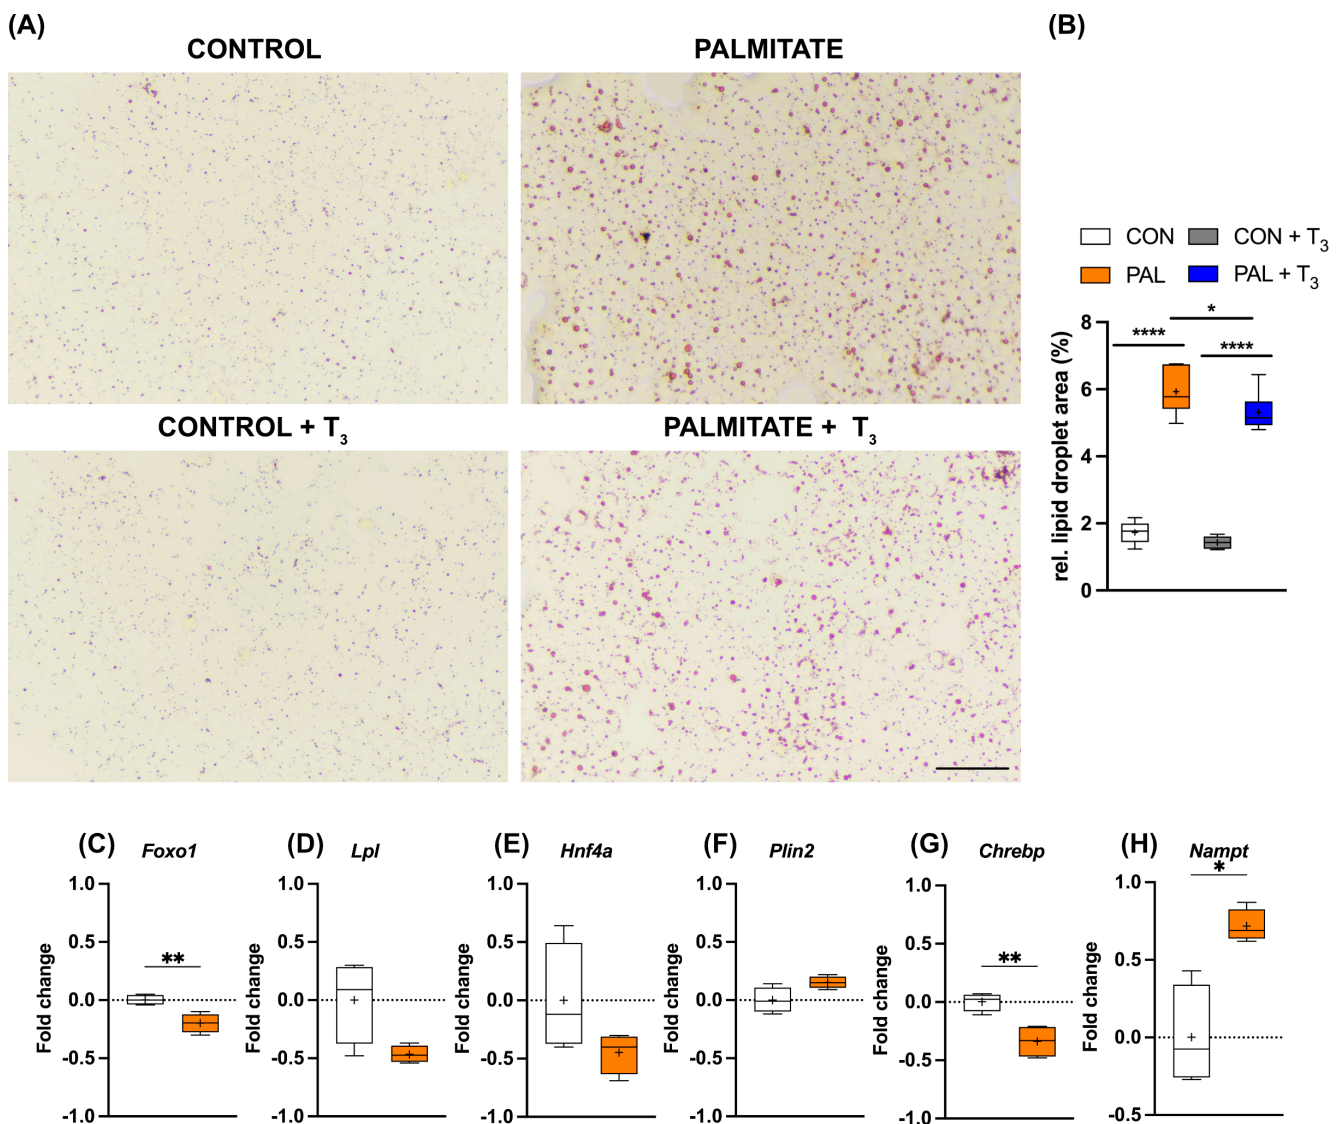 (A)
CONTROL
PALMITATE
CONTROL + T3
PALMITATE + T3
(B)
CON
CON + T3
PAL
PAL + T3
rel. lipid droplet area (%)
8
6
4
2
0
****
*
****
(C) Foxo1
Fold change
1.0
0.5
0.0
-0.5
-1.0
**
(D) Lpl
Fold change
1.0
0.5
0.0
-0.5
-1.0
(E) Hnf4a
Fold change
1.0
0.5
0.0
-0.5
-1.0
(F) Plin2
Fold change
1.0
0.5
0.0
-0.5
-1.0
(G) Chrebp
Fold change
1.0
0.5
0.0
-0.5
-1.0
**
(H) Nampt
Fold change
1.0
0.5
0.0
-0.5
*